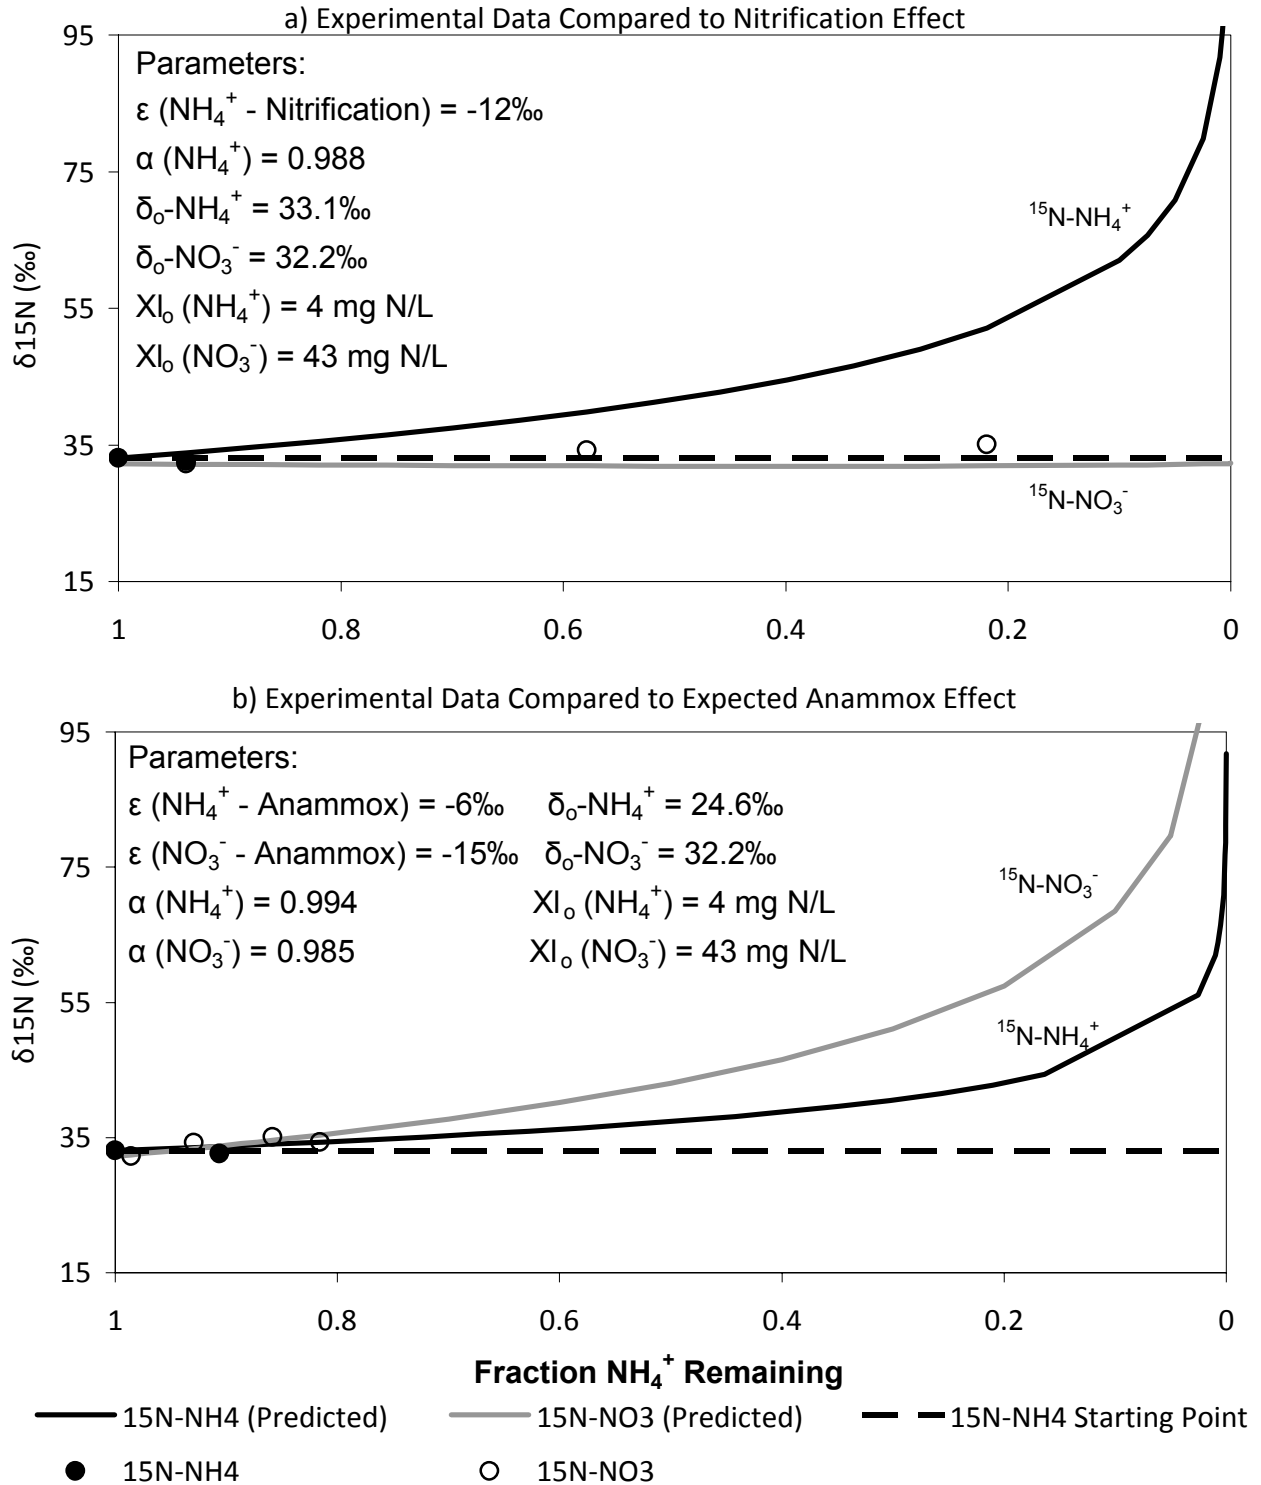 a) Experimental Data Compared to Nitrification Effect
95
Parameters:
ε (NH₄⁺ - Nitrification) = -12‰
α (NH₄⁺) = 0.988
75
δₒ-NH₄⁺ = 33.1‰
¹⁵N-NH₄⁺
δₒ-NO₃⁻ = 32.2‰
Xlₒ (NH₄⁺) = 4 mg N/L
55
Xlₒ (NO₃⁻) = 43 mg N/L
δ15N (‰)
35
¹⁵N-NO₃⁻
15
1 0.8 0.6 0.4 0.2 0
b) Experimental Data Compared to Expected Anammox Effect
95
Parameters:
ε (NH₄⁺ - Anammox) = -6‰ δₒ-NH₄⁺ = 24.6‰
ε (NO₃⁻ - Anammox) = -15‰ δₒ-NO₃⁻ = 32.2‰
75
¹⁵N-NO₃⁻
α (NH₄⁺) = 0.994 Xlₒ (NH₄⁺) = 4 mg N/L
α (NO₃⁻) = 0.985 Xlₒ (NO₃⁻) = 43 mg N/L
δ15N (‰)
55
¹⁵N-NH₄⁺
35
15
1 0.8 0.6 0.4 0.2 0
Fraction NH₄⁺ Remaining
15N-NH4 (Predicted) 15N-NO3 (Predicted) 15N-NH4 Starting Point
15N-NH4 15N-NO3